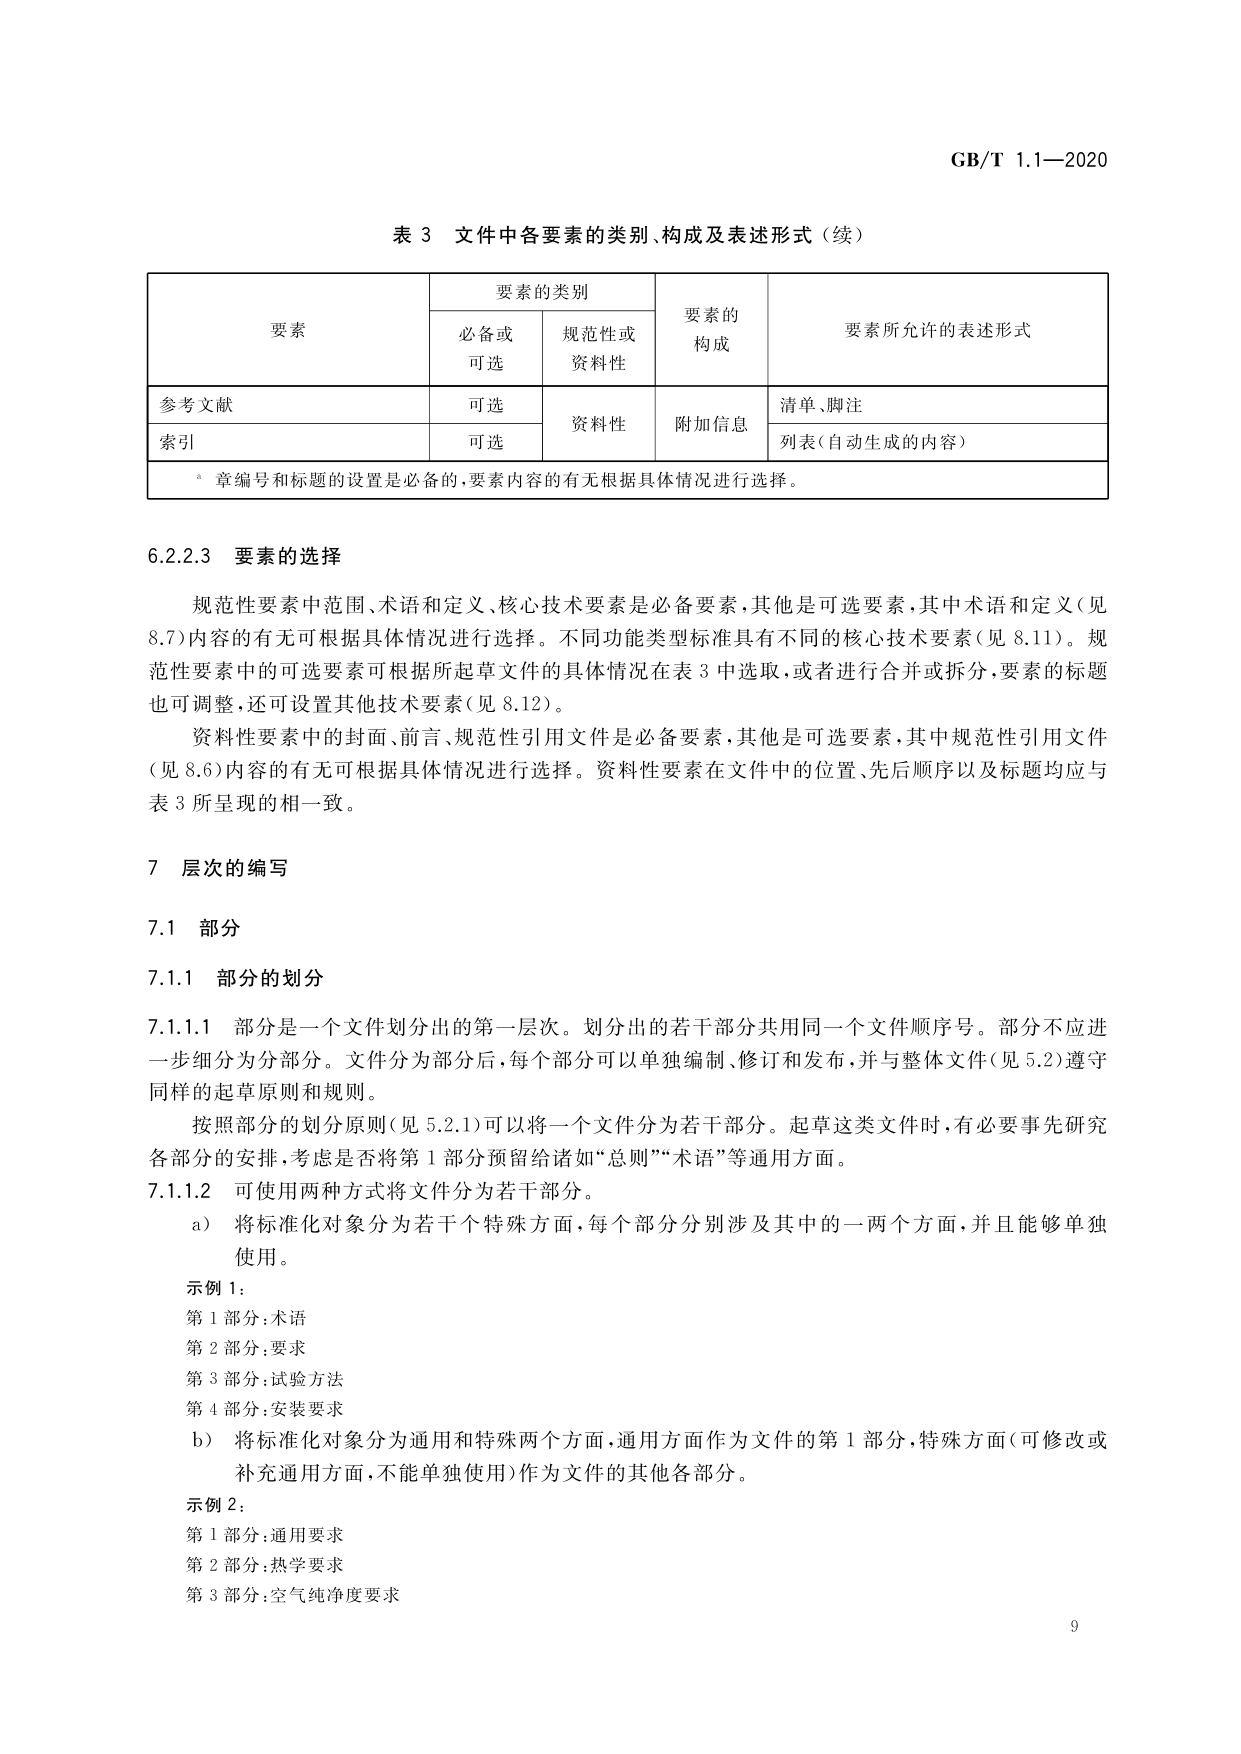 GB/T 1.1—2020
表 3 文件中各要素的类别、构成及表述形式（续）
要素
要素的类别
要素的
构成
要素所允许的表述形式
必备或
可选
规范性或
资料性
参考文献
可选
资料性
附加信息
清单、脚注
索引
可选
列表（自动生成的内容）
a 章编号和标题的设置是必备的，要素内容的有无根据具体情况进行选择。
6.2.2.3 要素的选择
规范性要素中范围、术语和定义、核心技术要素是必备要素，其他是可选要素，其中术语和定义（见
8.7）内容的有无可根据具体情况进行选择。不同功能类型标准具有不同的核心技术要素（见 8.11）。规
范性要素中的可选要素可根据所起草文件的具体情况在表 3 中选取，或者进行合并或拆分，要素的标题
也可调整，还可设置其他技术要素（见 8.12）。
资料性要素中的封面、前言、规范性引用文件是必备要素，其他是可选要素，其中规范性引用文件
（见 8.6）内容的有无可根据具体情况进行选择。资料性要素在文件中的位置、先后顺序以及标题均应与
表 3 所呈现的相一致。
7 层次的编写
7.1 部分
7.1.1 部分的划分
7.1.1.1 部分是一个文件划分出的第一层次。划分出的若干部分共用同一个文件顺序号。部分不应进
一步细分为分部分。文件分为部分后，每个部分可以单独编制、修订和发布，并与整体文件（见 5.2）遵守
同样的起草原则和规则。
按照部分的划分原则（见 5.2.1）可以将一个文件分为若干部分。起草这类文件时，有必要事先研究
各部分的安排，考虑是否将第 1 部分预留给诸如“总则”“术语”等通用方面。
7.1.1.2 可使用两种方式将文件分为若干部分。
a） 将标准化对象分为若干个特殊方面，每个部分分别涉及其中的一两个方面，并且能够单独
使用。
示例 1：
第 1 部分：术语
第 2 部分：要求
第 3 部分：试验方法
第 4 部分：安装要求
b） 将标准化对象分为通用和特殊两个方面，通用方面作为文件的第 1 部分，特殊方面（可修改或
补充通用方面，不能单独使用）作为文件的其他各部分。
示例 2：
第 1 部分：通用要求
第 2 部分：热学要求
第 3 部分：空气纯净度要求
9